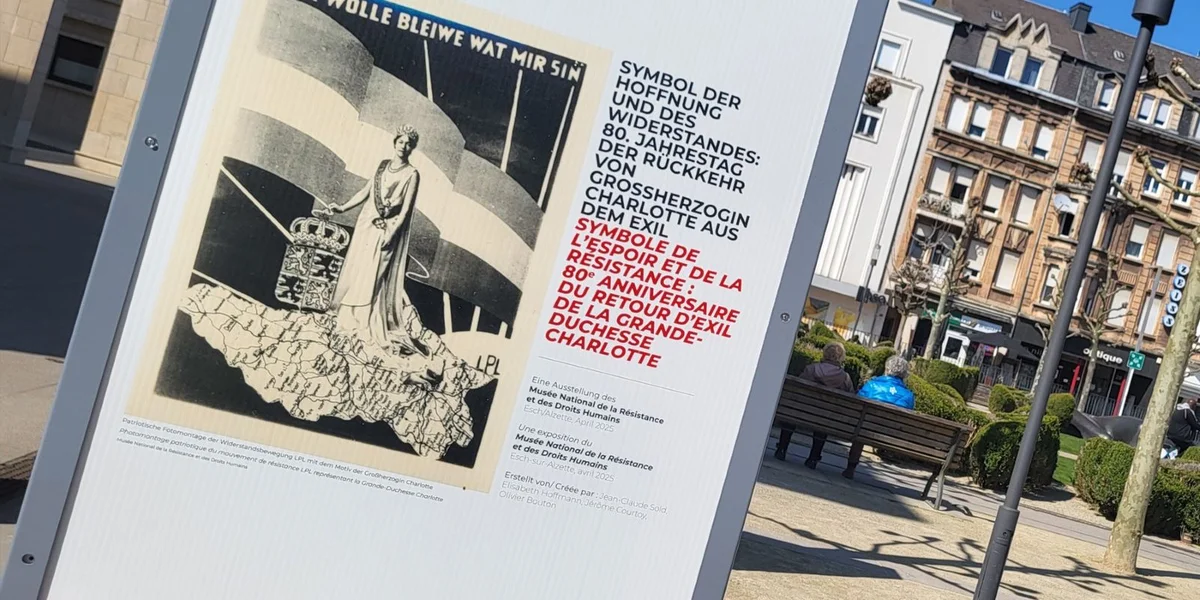 WOLLE BLEIWE WAT MIR SIN
LPL
SYMBOL DER
HOFFNUNG
UND DES
WIDERSTANDES:
80. JAHRESTAG
DER RÜCKKEHR
VON
GROSSHERZOGIN
CHARLOTTE AUS
DEM EXIL
SYMBOLE DE
L'ESPOIR ET DE LA
RÉSISTANCE :
80e ANNIVERSAIRE
DU RETOUR D'EXIL
DE LA GRANDE-
DUCHESSE
CHARLOTTE
Eine Ausstellung des
Musée National de la Résistance
et des Droits Humains
Esch/Alzette, April 2025
Une exposition du
Musée National de la Résistance
et des Droits Humains
Esch-sur-Alzette, avril 2025
Erstellt von/ Créée par : Jean-Claude Sold,
Elisabeth Hoffmann, Jérôme Courtoy,
Olivier Bouton
Patriotische Fotomontage der Widerstandsbewegung LPL mit dem Motiv der Großherzogin Charlotte
Photomontage patriotique du mouvement de résistance LPL représentant la Grande-Duchesse Charlotte
Musée National de la Résistance et des Droits Humains
optique